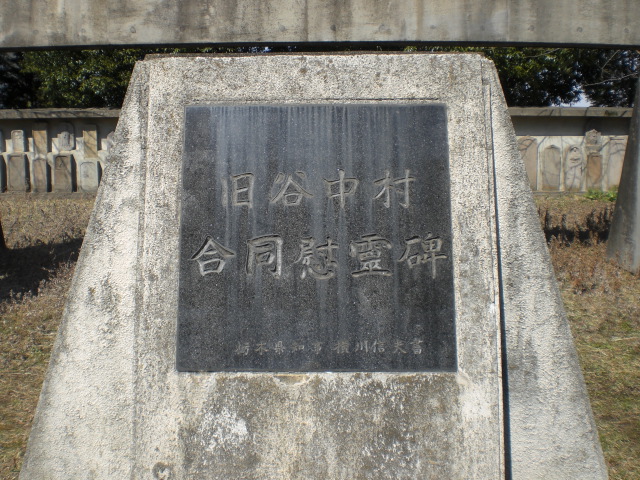 旧谷中村
合同慰霊碑
栃木県知事 横川信夫書